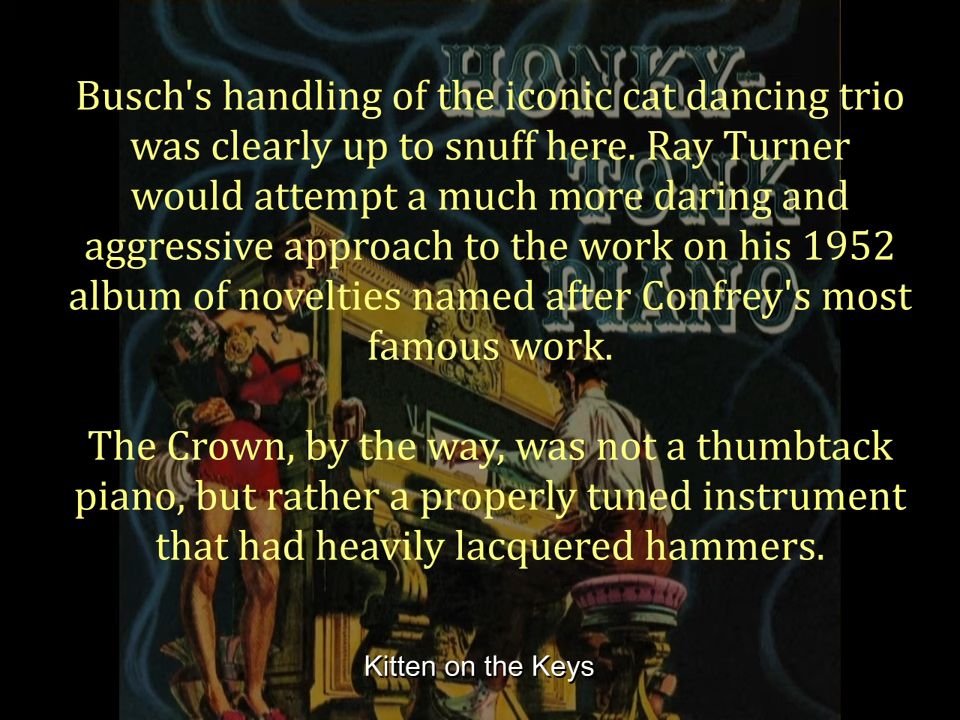 HONKY-
TONK
PIANO
Busch's handling of the iconic cat dancing trio
was clearly up to snuff here. Ray Turner
would attempt a much more daring and
aggressive approach to the work on his 1952
album of novelties named after Confrey's most
famous work.
The Crown, by the way, was not a thumbtack
piano, but rather a properly tuned instrument
that had heavily lacquered hammers.
Kitten on the Keys